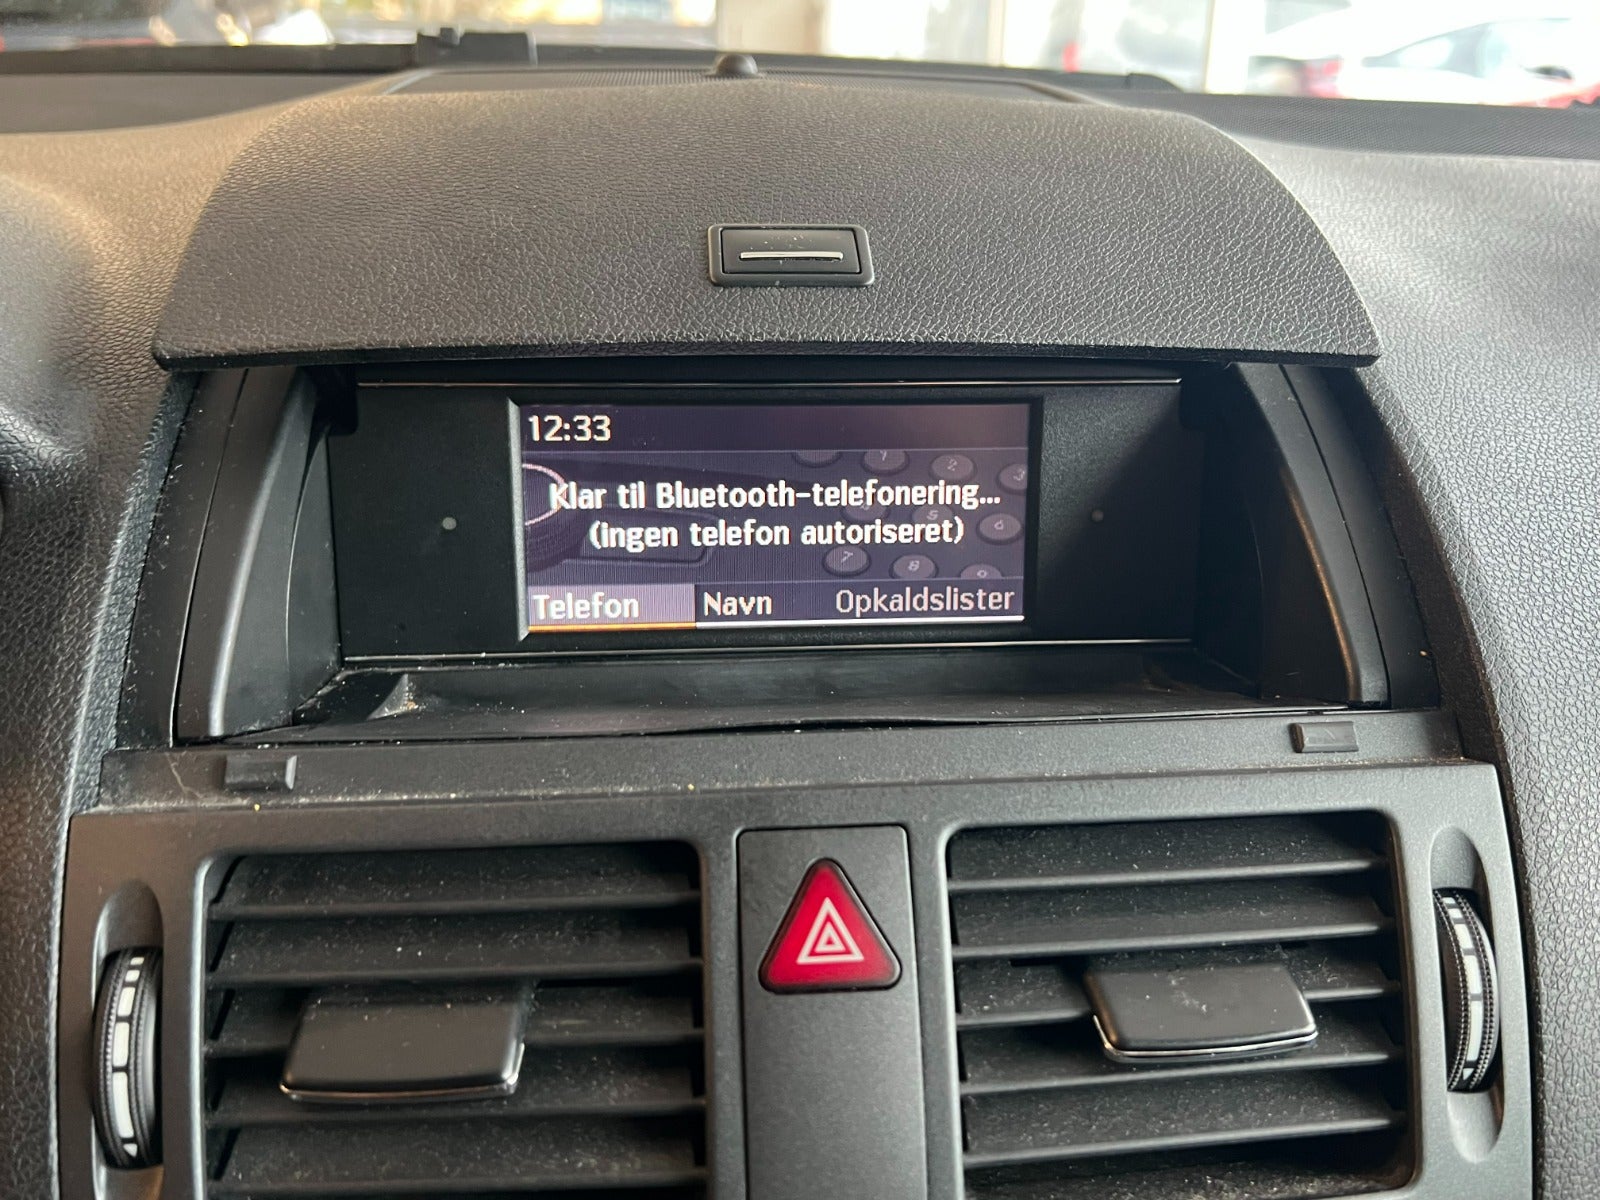 12:33
Klar til Bluetooth-telefonering...
(ingen telefon autoriseret)
Telefon Navn Opkaldslister